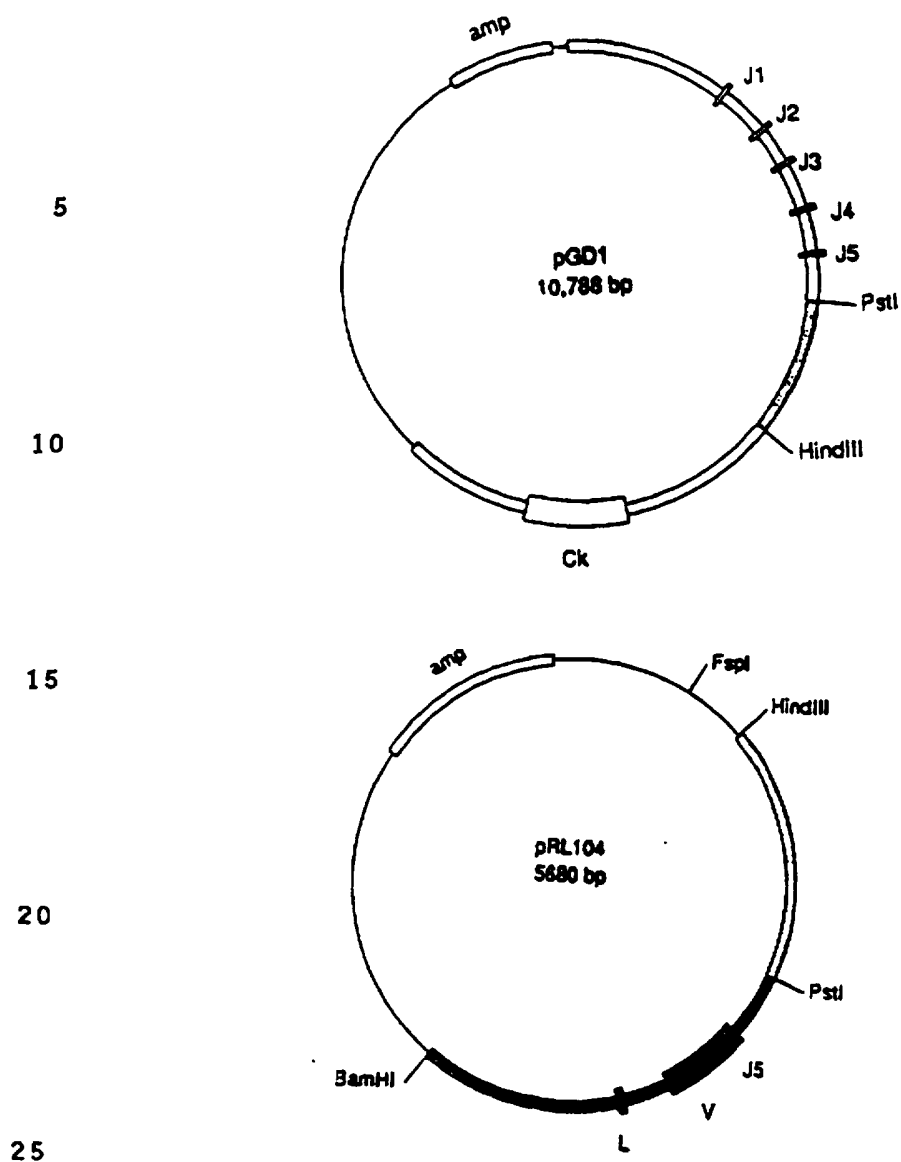 amp
J1
J2
J3
5
J4
J5
pGD1
10,788 bp
PstI
10
HindIII
Ck
15
amp
FspI
HindIII
pRL104
5680 bp
20
PstI
J5
BamHI
V
L
25